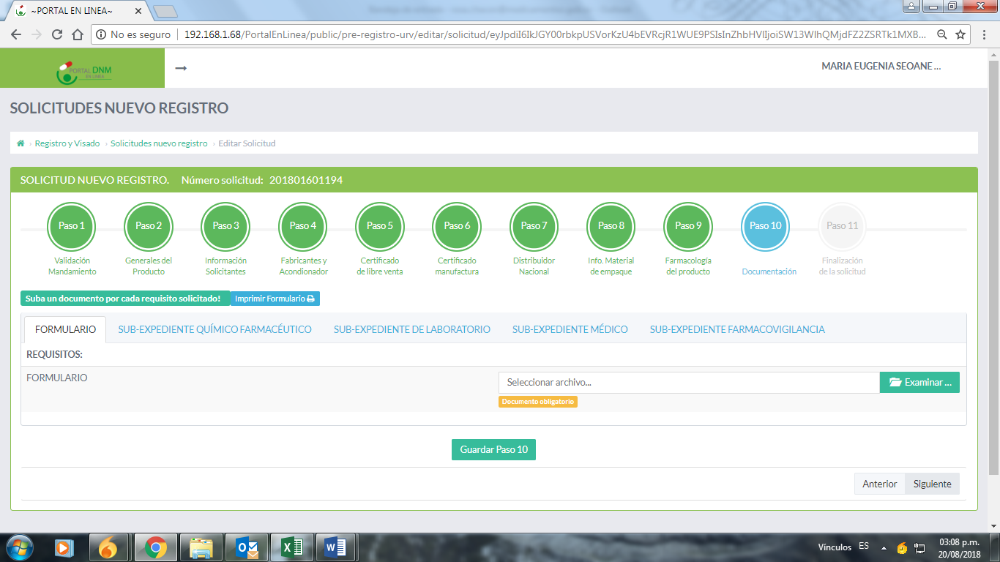 ~PORTAL EN LINEA~
No es seguro
192.168.1.68/PortalEnLinea/public/pre-registro-urv/editar/solicitud/
PORTAL DNM
EN LINEA
MARIA EUGENIA SEOANE ...
SOLICITUDES NUEVO REGISTRO
Registro y Visado › Solicitudes nuevo registro › Editar Solicitud
SOLICITUD NUEVO REGISTRO. Número solicitud: 201801601194
Paso 1
Validación
Mandamiento
Paso 2
Generales del
Producto
Paso 3
Información
Solicitantes
Paso 4
Fabricantes y
Acondionador
Paso 5
Certificado
de libre venta
Paso 6
Certificado
manufactura
Paso 7
Distribuidor
Nacional
Paso 8
Info. Material
de empaque
Paso 9
Farmacología
del producto
Paso 10
Documentación
Paso 11
Finalización
de la solicitud
Suba un documento por cada requisito solicitado!
Imprimir Formulario
FORMULARIO
SUB-EXPEDIENTE QUÍMICO FARMACÉUTICO
SUB-EXPEDIENTE DE LABORATORIO
SUB-EXPEDIENTE MÉDICO
SUB-EXPEDIENTE FARMACOVIGILANCIA
REQUISITOS:
FORMULARIO
Seleccionar archivo...
Examinar ...
Documento obligatorio
Guardar Paso 10
Anterior
Siguiente
Vínculos
ES
03:08 p.m.
20/08/2018